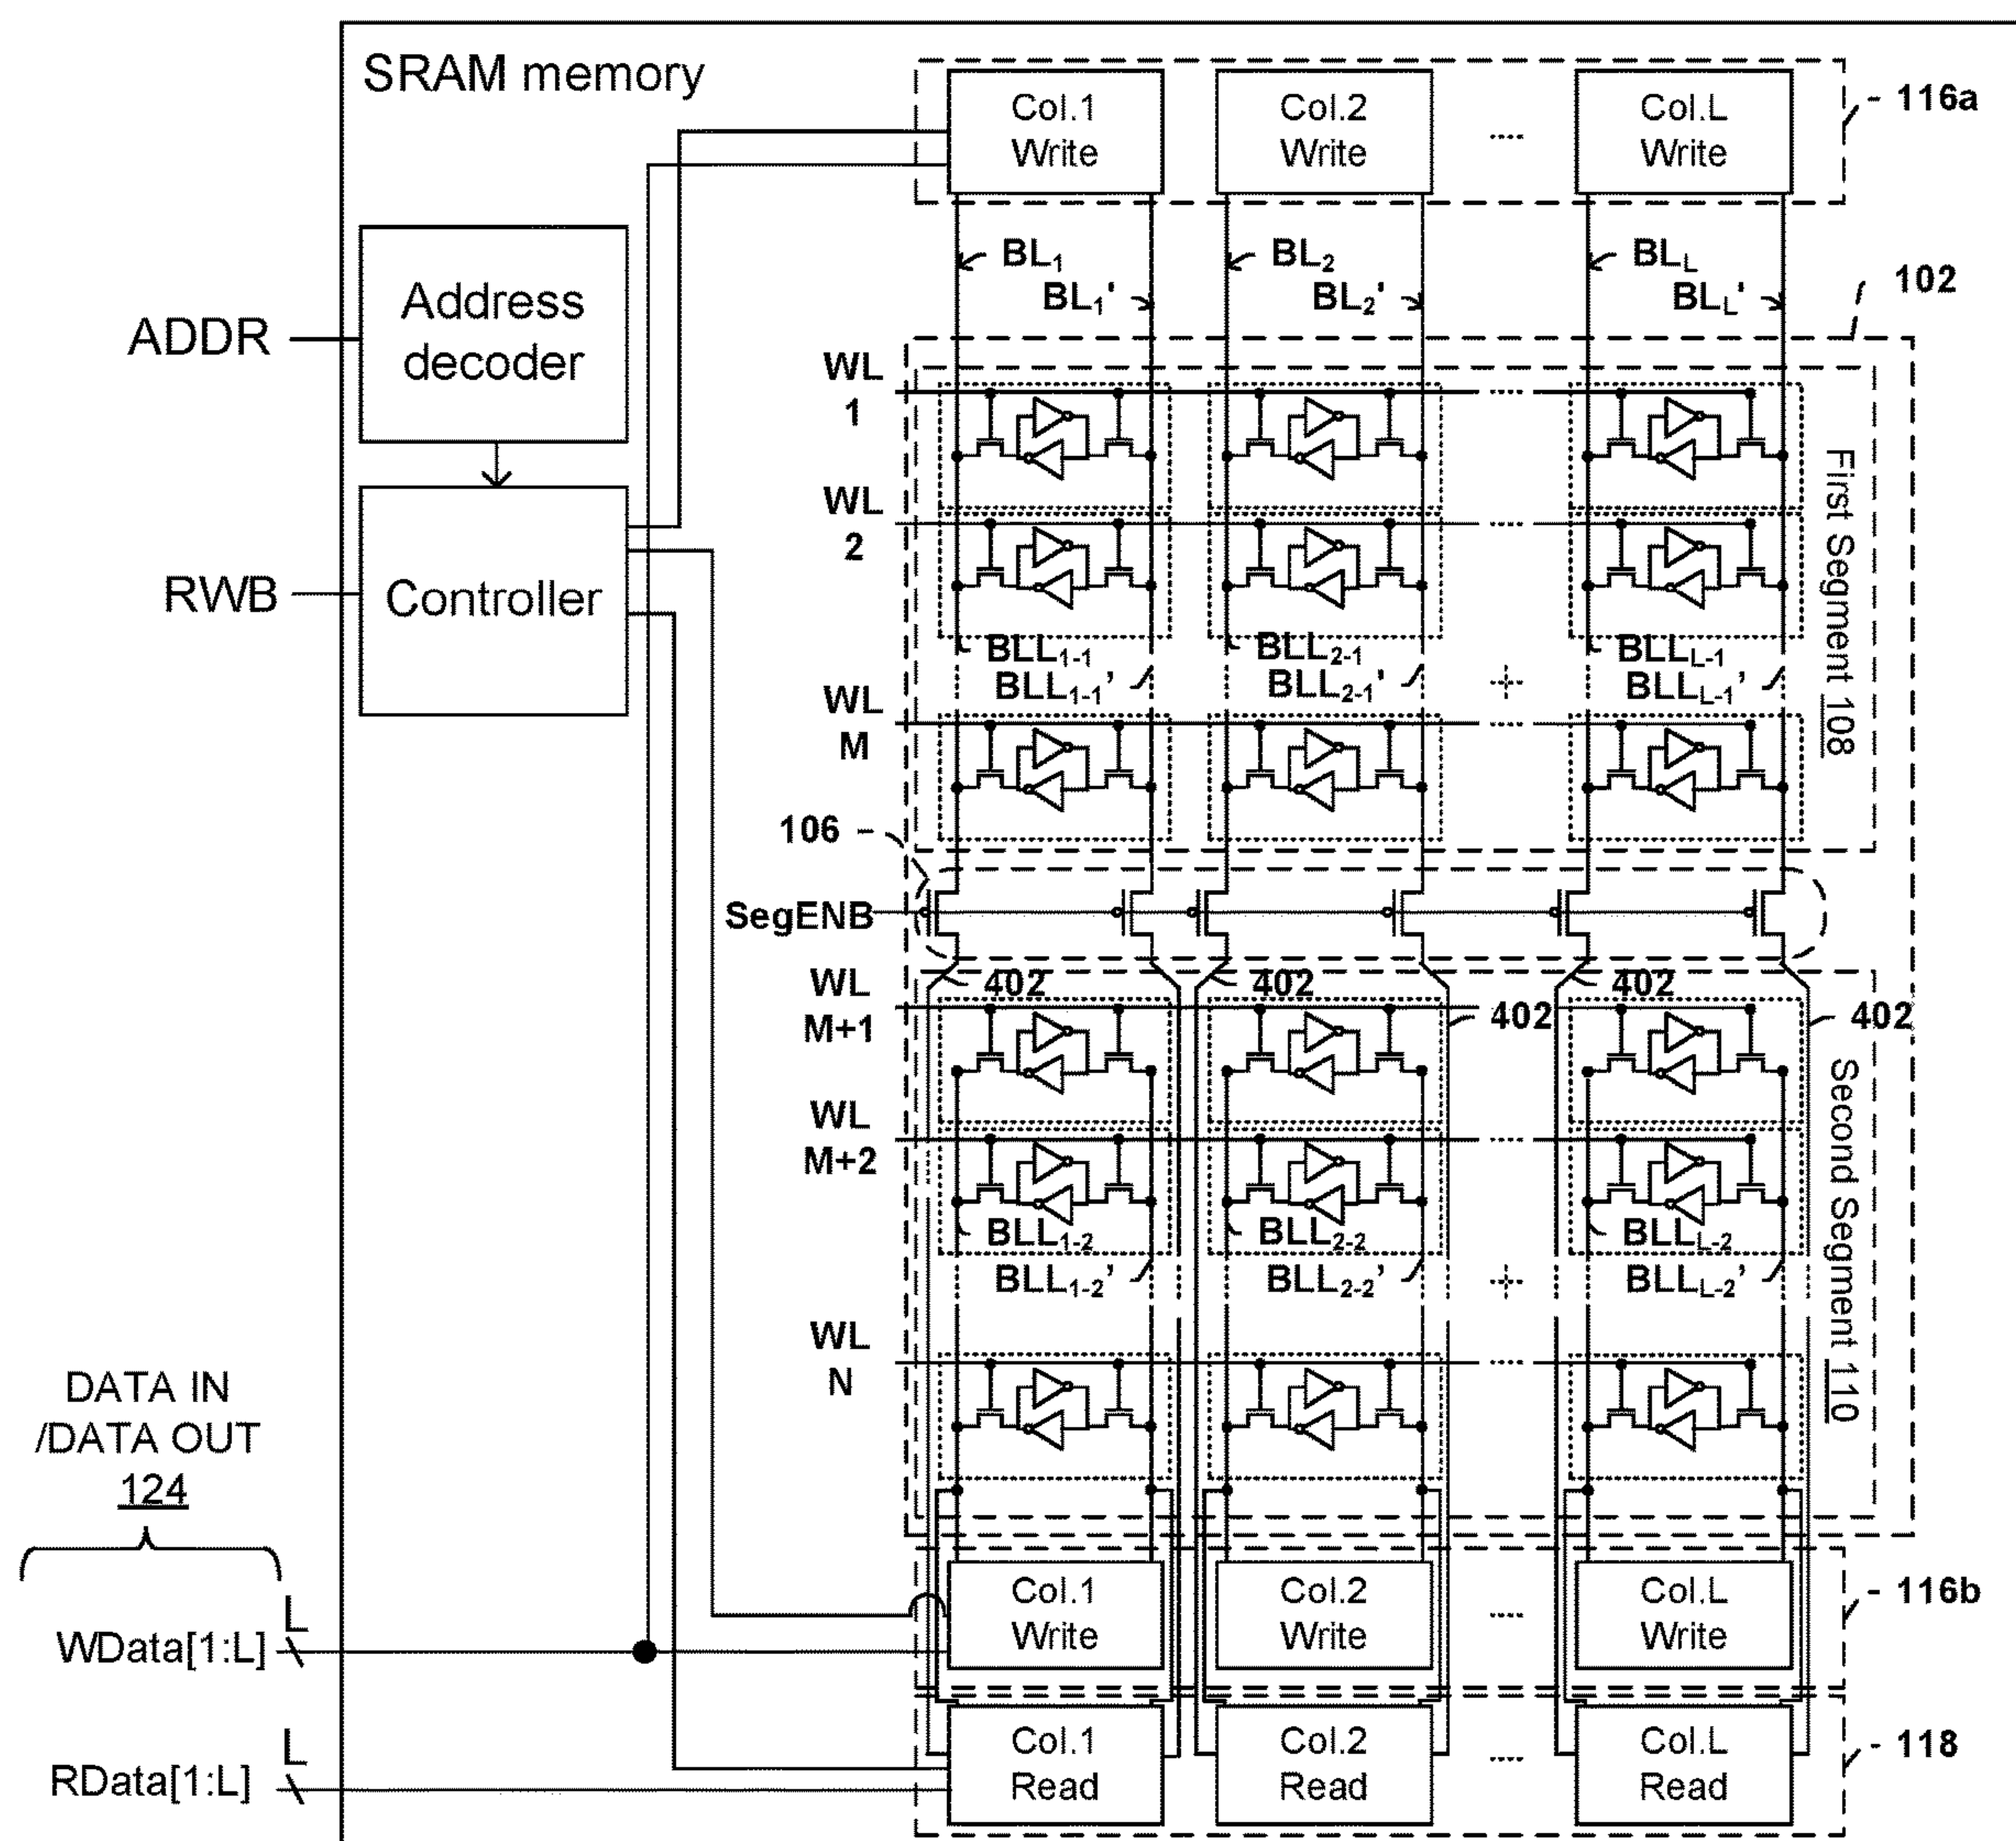 SRAM memory
Col.1
Write
Col.2
Write
....
Col.L
Write
116a
BL1
BL1'
BL2
BL2'
BLL
BLL'
102
Address
decoder
ADDR
Controller
RWB
WL
1
WL
2
BLL1-1
BLL1-1’
BLL2-1
BLL2-1'
BLLL-1
BLLL-1’
WL
M
First Segment 108
106
SegENB
402
402
402
402
402
WL
M+1
WL
M+2
BLL1-2
BLL1-2’
BLL2-2
BLL2-2’
BLLL-2
BLLL-2’
WL
N
Second Segment 110
DATA IN
/DATA OUT
124
L
WData[1:L]
Col.1
Write
Col.2
Write
....
Col.L
Write
116b
L
RData[1:L]
Col.1
Read
Col.2
Read
....
Col.L
Read
118